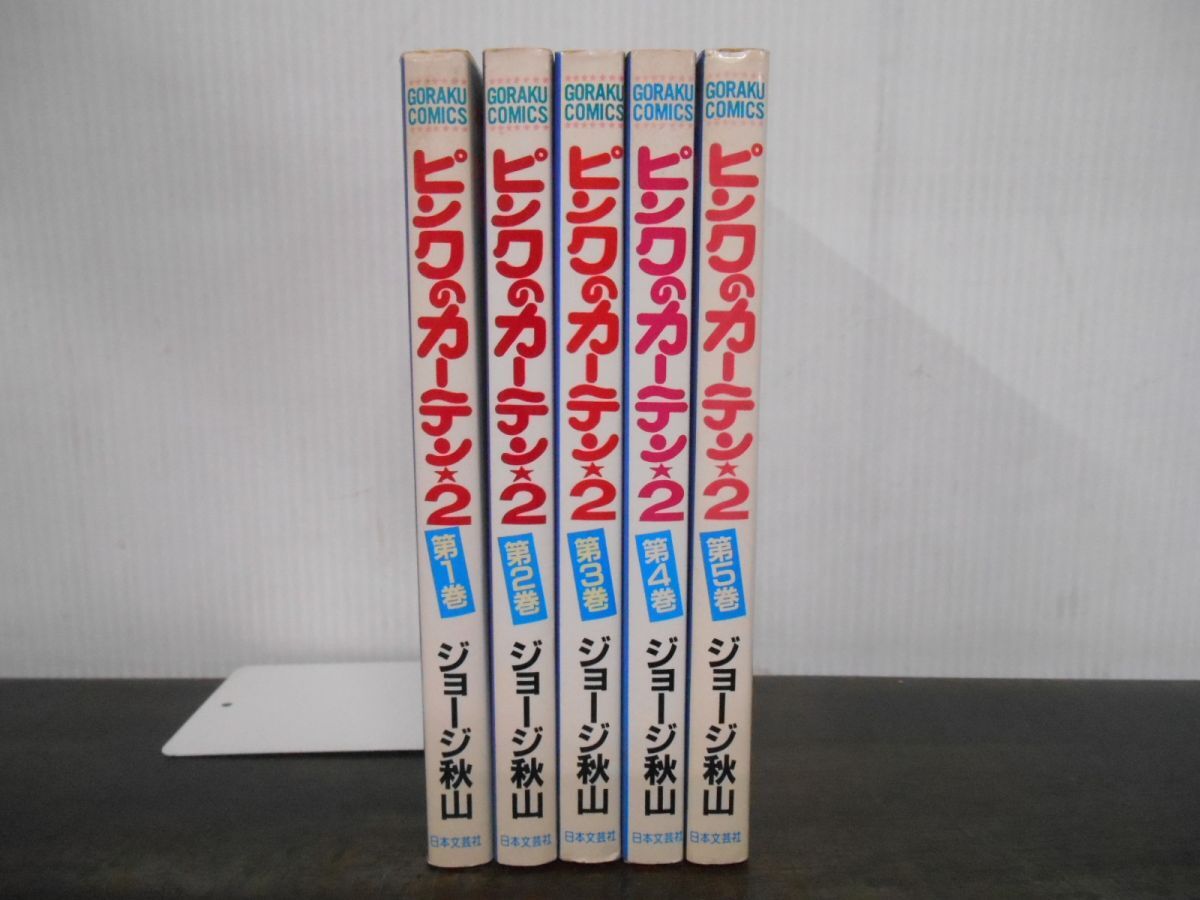 GORAKU
COMICS
ピンクのカーテン★2
第1巻
ジョージ秋山
日本文芸社
GORAKU
COMICS
ピンクのカーテン★2
第2巻
ジョージ秋山
日本文芸社
GORAKU
COMICS
ピンクのカーテン★2
第3巻
ジョージ秋山
日本文芸社
GORAKU
COMICS
ピンクのカーテン★2
第4巻
ジョージ秋山
日本文芸社
GORAKU
COMICS
ピンクのカーテン★2
第5巻
ジョージ秋山
日本文芸社